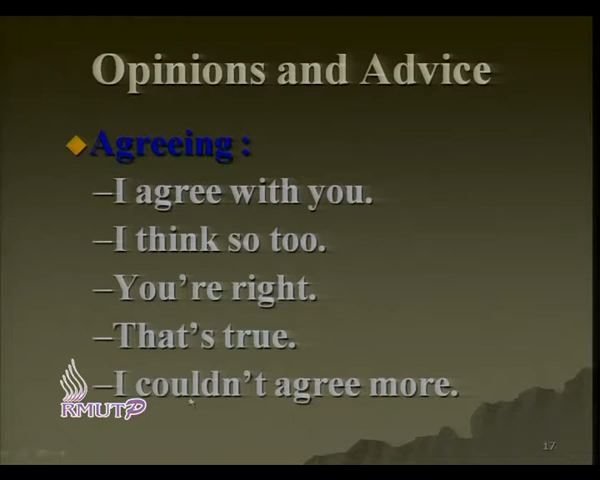 Opinions and Advice
Agreeing :
–I agree with you.
–I think so too.
–You're right.
–That's true.
–I couldn't agree more.
RMUTP
17